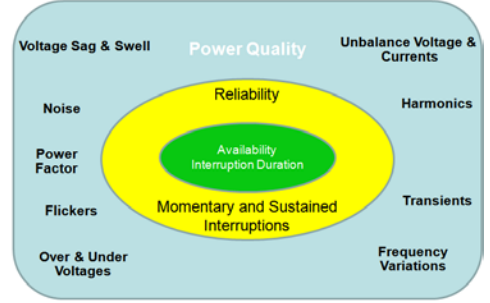 Voltage Sag & Swell
Power Quality
Unbalance Voltage &
Currents
Noise
Reliability
Harmonics
Power
Factor
Availability
Interruption Duration
Flickers
Momentary and Sustained
Interruptions
Transients
Over & Under
Voltages
Frequency
Variations